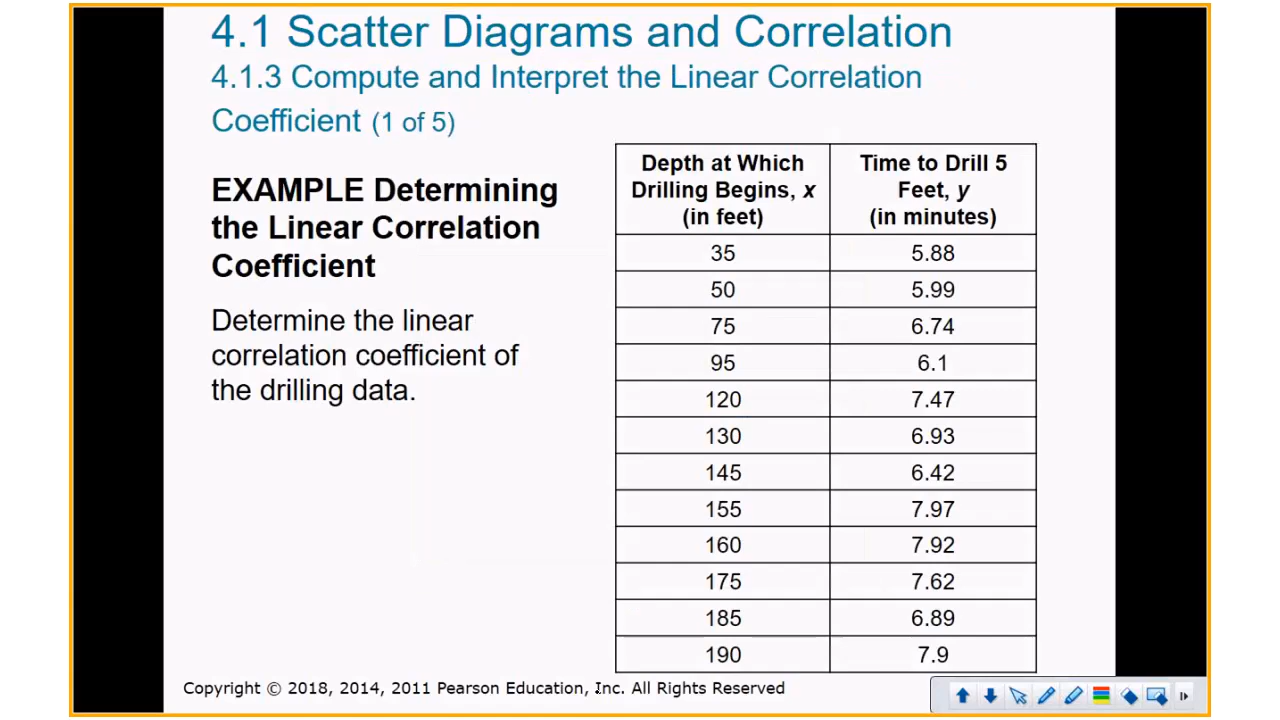 4.1 Scatter Diagrams and Correlation
4.1.3 Compute and Interpret the Linear Correlation
Coefficient (1 of 5)
EXAMPLE Determining
the Linear Correlation
Coefficient
Determine the linear
correlation coefficient of
the drilling data.
Depth at Which Drilling Begins, x (in feet) Time to Drill 5 Feet, y (in minutes)
35 5.88
50 5.99
75 6.74
95 6.1
120 7.47
130 6.93
145 6.42
155 7.97
160 7.92
175 7.62
185 6.89
190 7.9
Copyright © 2018, 2014, 2011 Pearson Education, Inc. All Rights Reserved